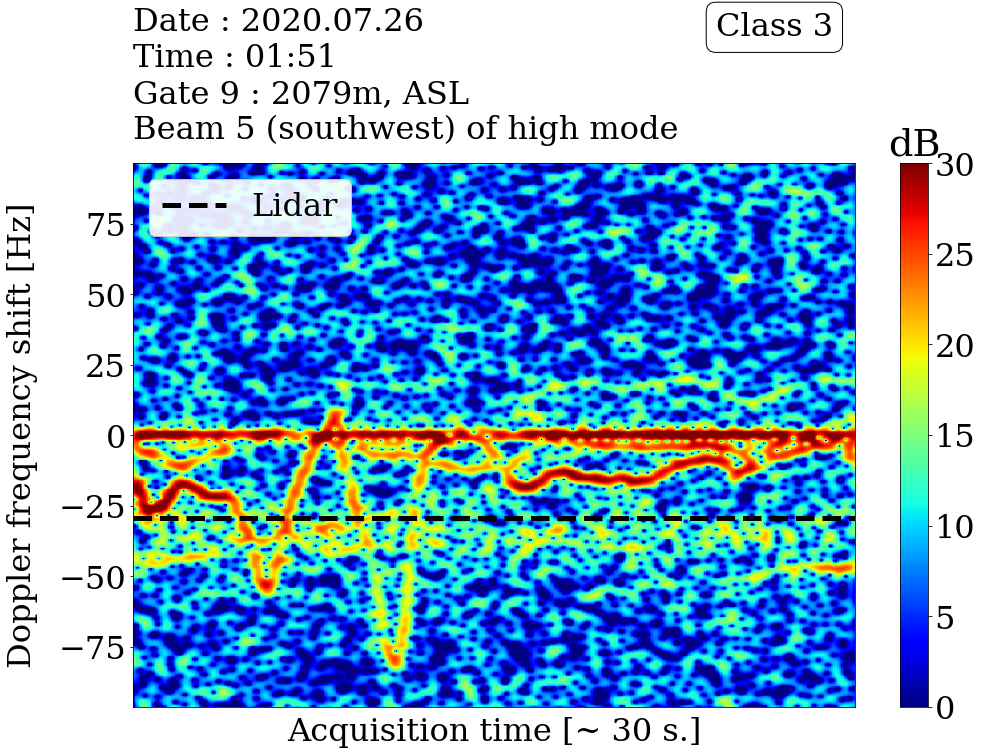 Date : 2020.07.26
Time : 01:51
Gate 9 : 2079m, ASL
Beam 5 (southwest) of high mode
Class 3
dB
Lidar
Doppler frequency shift [Hz]
75
50
25
0
−25
−50
−75
30
25
20
15
10
5
0
Acquisition time [~ 30 s.]